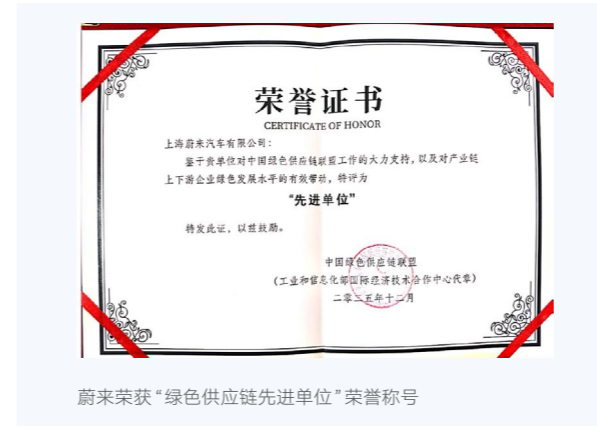 荣誉证书
CERTIFICATE OF HONOR
上海蔚来汽车有限公司：
鉴于贵单位对中国绿色供应链联盟工作的大力支持，以及对产业链
上下游企业绿色发展水平的有效带动，特评为
“先进单位”
特发此证，以兹鼓励。
中国绿色供应链联盟
（工业和信息化部国际经济技术合作中心代章）
二零二五年十二月
蔚来荣获“绿色供应链先进单位”荣誉称号